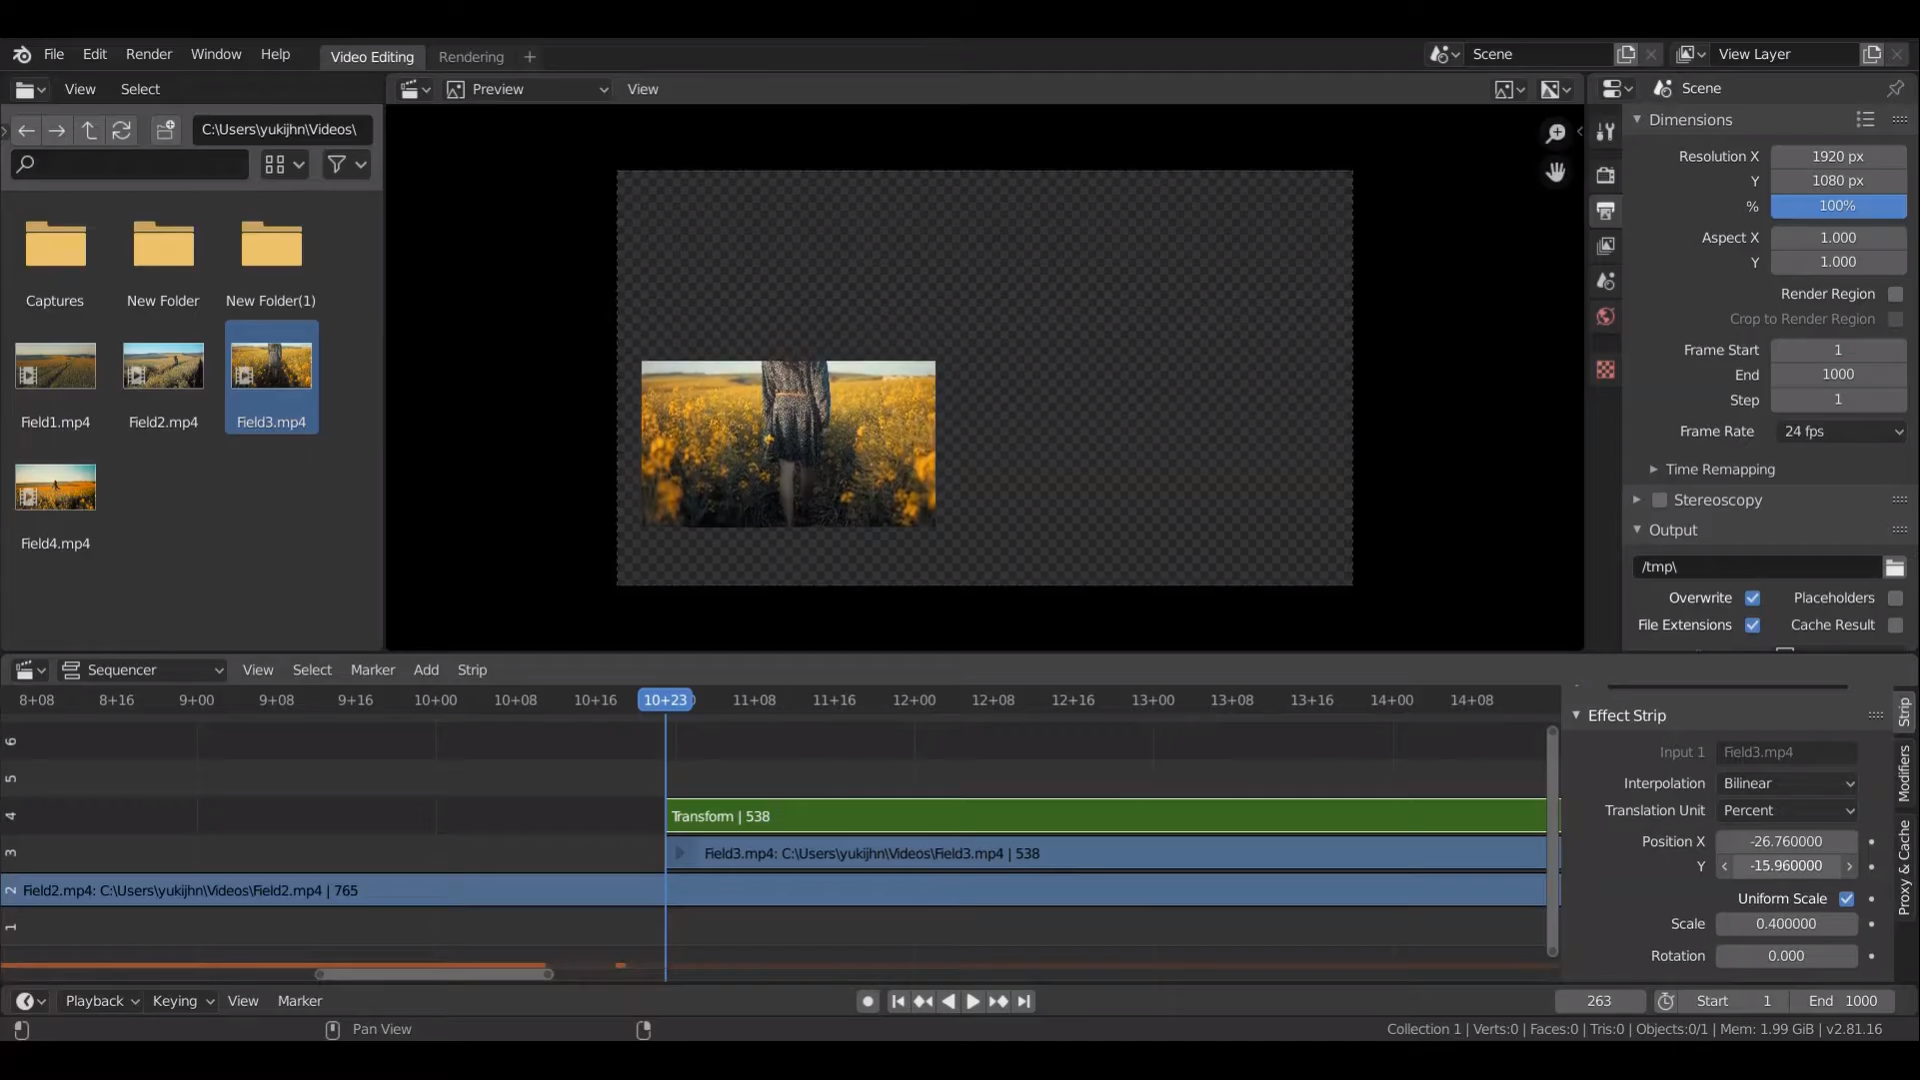 File Edit Render Window Help Video Editing Rendering + Scene View Layer
View Select Preview View Scene
C:\Users\yukijhn\Videos\
Captures New Folder New Folder(1)
Field1.mp4 Field2.mp4 Field3.mp4
Field4.mp4
Dimensions
Resolution X 1920 px
Y 1080 px
% 100%
Aspect X 1.000
Y 1.000
Render Region
Crop to Render Region
Frame Start 1
End 1000
Step 1
Frame Rate 24 fps
Time Remapping
Stereoscopy
Output
/tmp\
Overwrite Placeholders
File Extensions Cache Result
Sequencer View Select Marker Add Strip
8+08 8+16 9+00 9+08 9+16 10+00 10+08 10+16 10+23 11+08 11+16 12+00 12+08 12+16 13+00 13+08 13+16 14+00 14+08
6
5
4 Transform | 538
3 Field3.mp4: C:\Users\yukijhn\Videos\Field3.mp4 | 538
2 Field2.mp4: C:\Users\yukijhn\Videos\Field2.mp4 | 765
1
Effect Strip
Input 1 Field3.mp4
Interpolation Bilinear
Translation Unit Percent
Position X -26.760000
Y -15.960000
Uniform Scale
Scale 0.400000
Rotation 0.000
Strip
Modifiers
Proxy & Cache
Playback Keying View Marker 263 Start 1 End 1000
Pan View Collection 1 | Verts:0 | Faces:0 | Tris:0 | Objects:0/1 | Mem: 1.99 GiB | v2.81.16